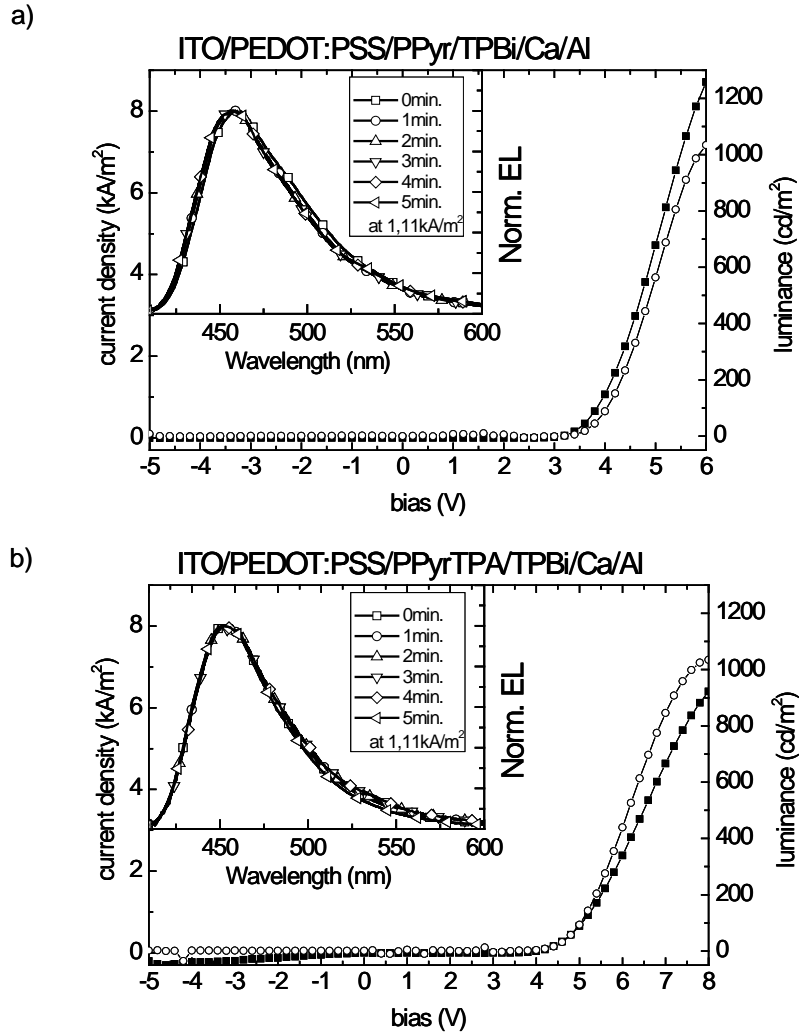 a)
ITO/PEDOT:PSS/PPyr/TPBi/Ca/Al
current density (kA/m²)
8
6
4
2
0
0min.
1min.
2min.
3min.
4min.
5min.
at 1,11kA/m²
450 500 550 600
Wavelength (nm)
Norm. EL
1200
1000
800
600
400
200
0
luminance (cd/m²)
-5 -4 -3 -2 -1 0 1 2 3 4 5 6
bias (V)
b)
ITO/PEDOT:PSS/PPyrTPA/TPBi/Ca/Al
current density (kA/m²)
8
6
4
2
0
0min.
1min.
2min.
3min.
4min.
5min.
at 1,11kA/m²
450 500 550 600
Wavelength (nm)
Norm. EL
1200
1000
800
600
400
200
0
luminance (cd/m²)
-5 -4 -3 -2 -1 0 1 2 3 4 5 6 7 8
bias (V)